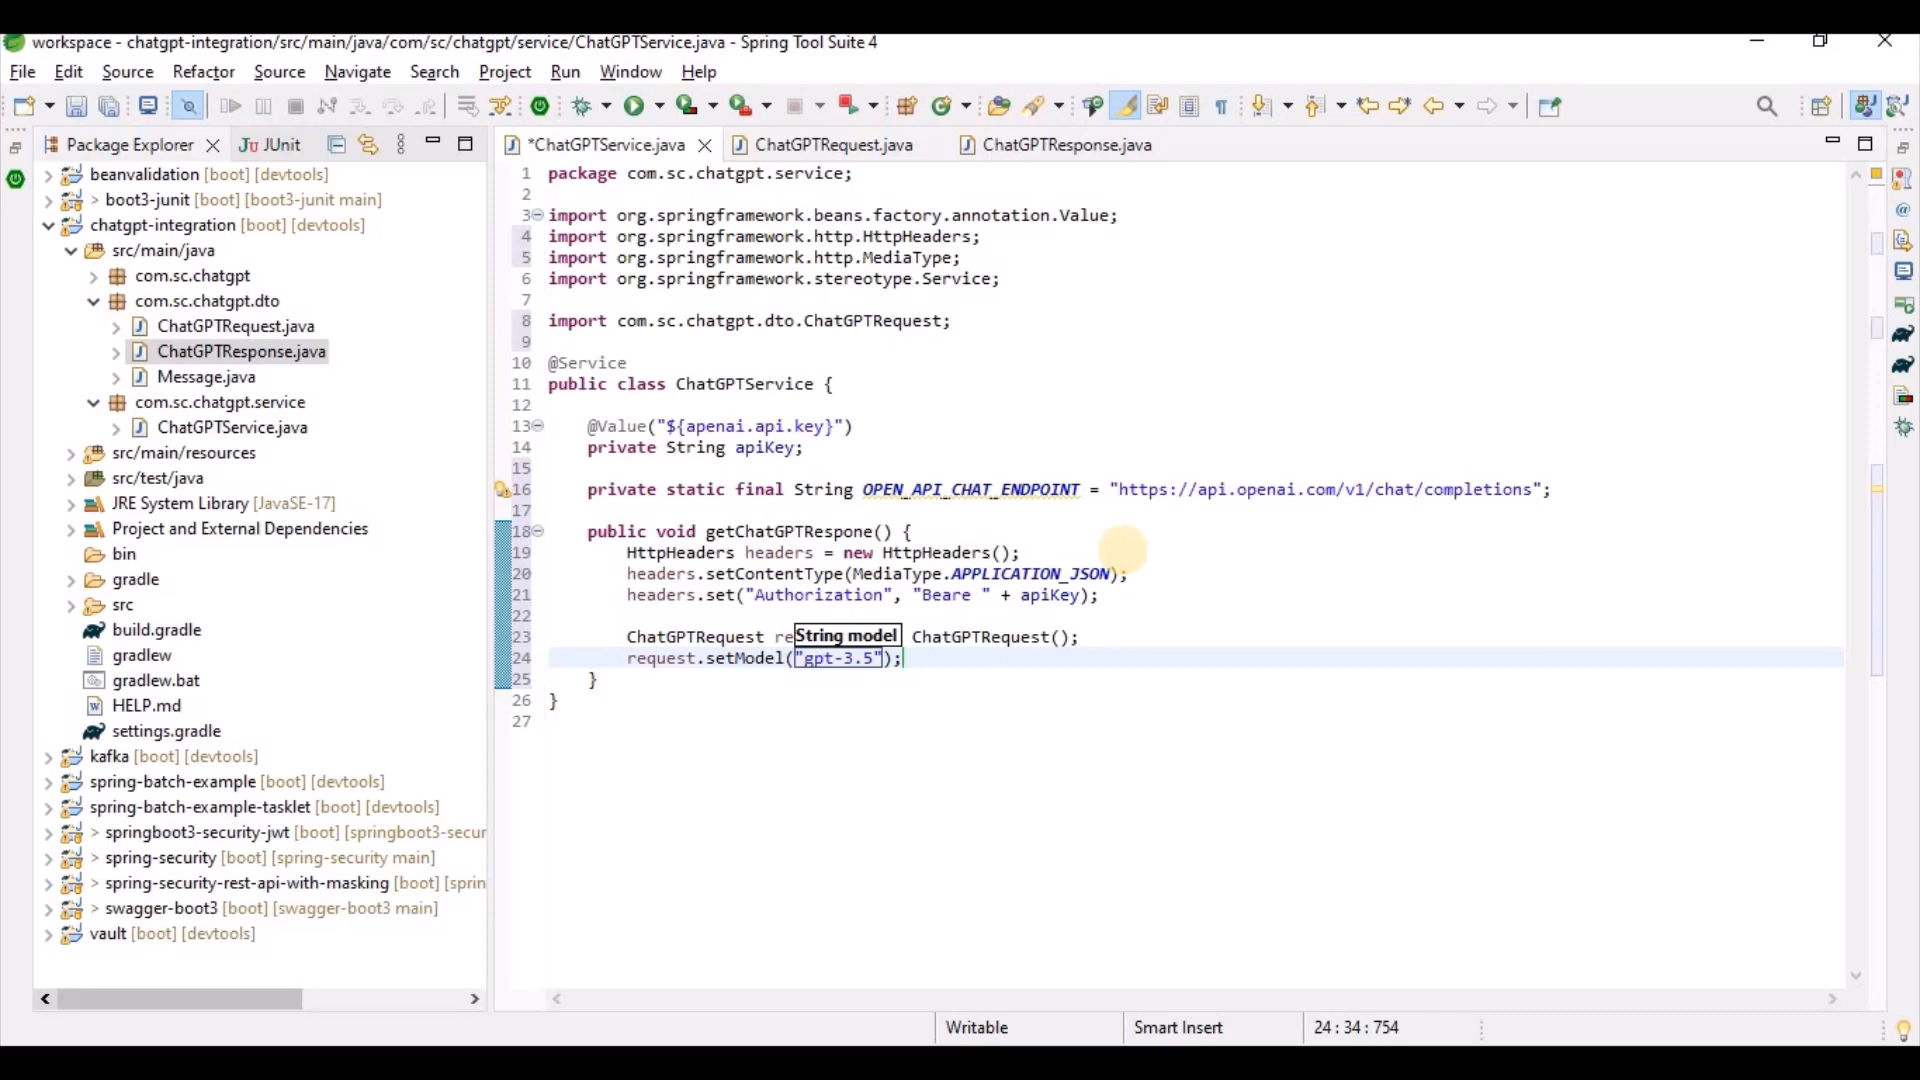 workspace - chatgpt-integration/src/main/java/com/sc/chatgpt/service/ChatGPTService.java - Spring Tool Suite 4
File Edit Source Refactor Source Navigate Search Project Run Window Help
Package Explorer JUnit
*ChatGPTService.java ChatGPTRequest.java ChatGPTResponse.java
beanvalidation [boot] [devtools]
> boot3-junit [boot] [boot3-junit main]
chatgpt-integration [boot] [devtools]
src/main/java
com.sc.chatgpt
com.sc.chatgpt.dto
ChatGPTRequest.java
ChatGPTResponse.java
Message.java
com.sc.chatgpt.service
ChatGPTService.java
src/main/resources
src/test/java
JRE System Library [JavaSE-17]
Project and External Dependencies
bin
gradle
src
build.gradle
gradlew
gradlew.bat
HELP.md
settings.gradle
kafka [boot] [devtools]
spring-batch-example [boot] [devtools]
spring-batch-example-tasklet [boot] [devtools]
> springboot3-security-jwt [boot] [springboot3-secur
> spring-security [boot] [spring-security main]
> spring-security-rest-api-with-masking [boot] [sprin
> swagger-boot3 [boot] [swagger-boot3 main]
vault [boot] [devtools]
1 package com.sc.chatgpt.service;
2
3 import org.springframework.beans.factory.annotation.Value;
4 import org.springframework.http.HttpHeaders;
5 import org.springframework.http.MediaType;
6 import org.springframework.stereotype.Service;
7
8 import com.sc.chatgpt.dto.ChatGPTRequest;
9
10 @Service
11 public class ChatGPTService {
12
13 @Value("${apenai.api.key}")
14 private String apiKey;
15
16 private static final String OPEN_API_CHAT_ENDPOINT = "https://api.openai.com/v1/chat/completions";
17
18 public void getChatGPTRespone() {
19 HttpHeaders headers = new HttpHeaders();
20 headers.setContentType(MediaType.APPLICATION_JSON);
21 headers.set("Authorization", "Beare " + apiKey);
22
23 ChatGPTRequest re String model ChatGPTRequest();
24 request.setModel("gpt-3.5");
25 }
26 }
27
Writable Smart Insert 24 : 34 : 754